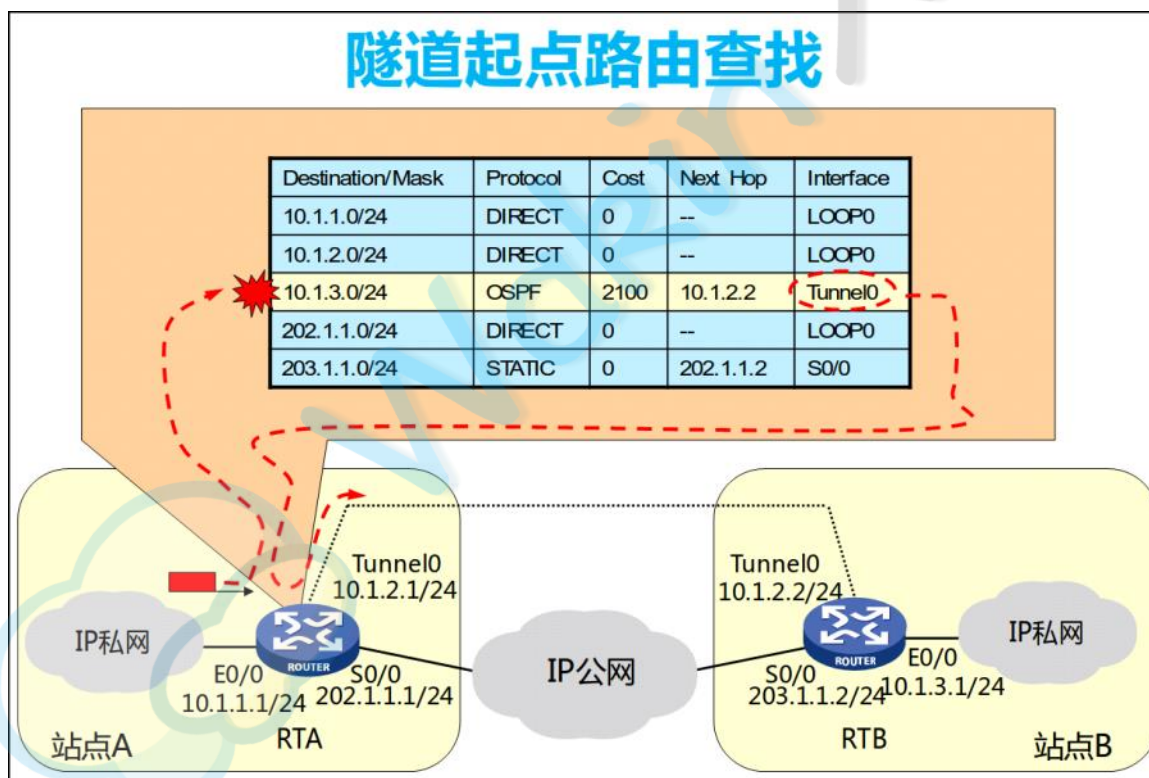 隧道起点路由查找
Destination/Mask Protocol Cost Next Hop Interface
10.1.1.0/24 DIRECT 0 -- LOOP0
10.1.2.0/24 DIRECT 0 -- LOOP0
10.1.3.0/24 OSPF 2100 10.1.2.2 Tunnel0
202.1.1.0/24 DIRECT 0 -- LOOP0
203.1.1.0/24 STATIC 0 202.1.1.2 S0/0
Tunnel0
10.1.2.1/24
Tunnel0
10.1.2.2/24
IP私网
ROUTER
E0/0
10.1.1.1/24
S0/0
202.1.1.1/24
IP公网
ROUTER
S0/0
203.1.1.2/24
E0/0
10.1.3.1/24
IP私网
站点A
RTA
RTB
站点B